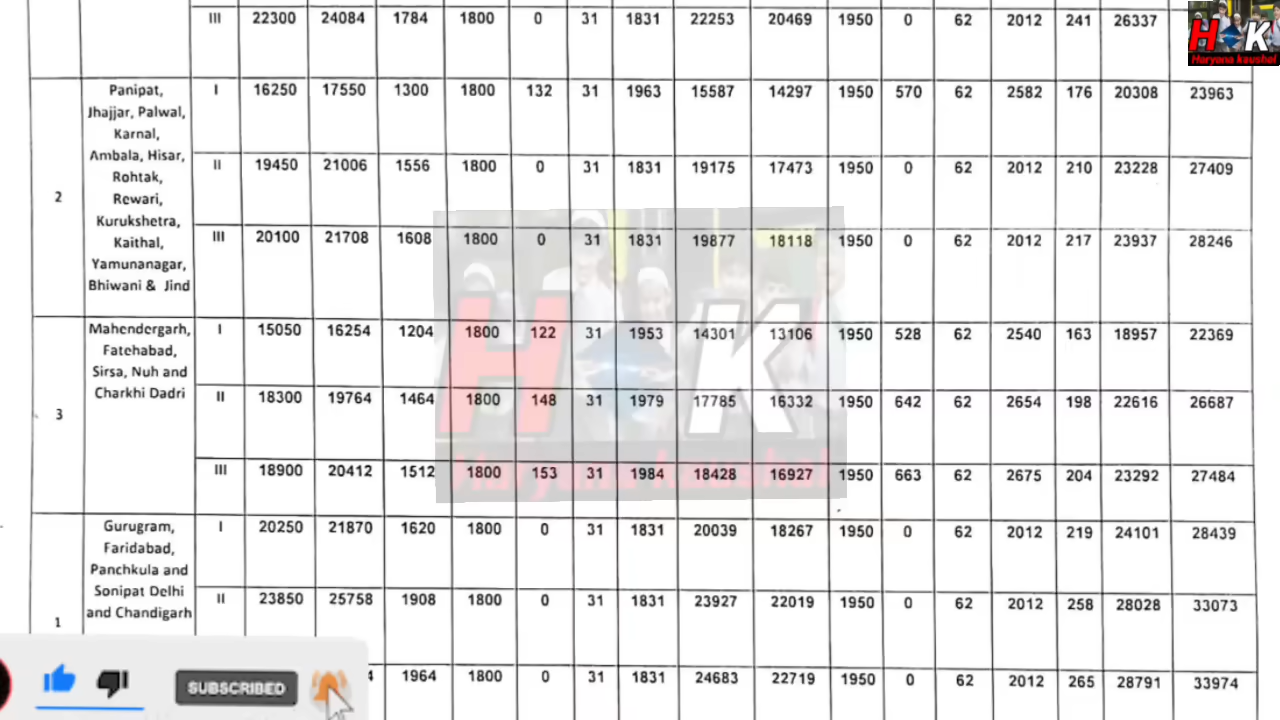 III 22300 24084 1784 1800 0 31 1831 22253 20469 1950 0 62 2012 241 26337
H K
Haryana kaushal
2
Panipat,
Jhajjar, Palwal,
Karnal,
Ambala, Hisar,
Rohtak,
Rewari,
Kurukshetra,
Kaithal,
Yamunanagar,
Bhiwani & Jind
I 16250 17550 1300 1800 132 31 1963 15587 14297 1950 570 62 2582 176 20308 23963
II 19450 21006 1556 1800 0 31 1831 19175 17473 1950 0 62 2012 210 23228 27409
III 20100 21708 1608 1800 0 31 1831 19877 18118 1950 0 62 2012 217 23937 28246
3
Mahendergarh,
Fatehabad,
Sirsa, Nuh and
Charkhi Dadri
I 15050 16254 1204 1800 122 31 1953 14301 13106 1950 528 62 2540 163 18957 22369
II 18300 19764 1464 1800 148 31 1979 17785 16332 1950 642 62 2654 198 22616 26687
III 18900 20412 1512 1800 153 31 1984 18428 16927 1950 663 62 2675 204 23292 27484
H K
Haryana kaushal
1
Gurugram,
Faridabad,
Panchkula and
Sonipat Delhi
and Chandigarh
I 20250 21870 1620 1800 0 31 1831 20039 18267 1950 0 62 2012 219 24101 28439
II 23850 25758 1908 1800 0 31 1831 23927 22019 1950 0 62 2012 258 28028 33073
1964 1800 0 31 1831 24683 22719 1950 0 62 2012 265 28791 33974
SUBSCRIBED